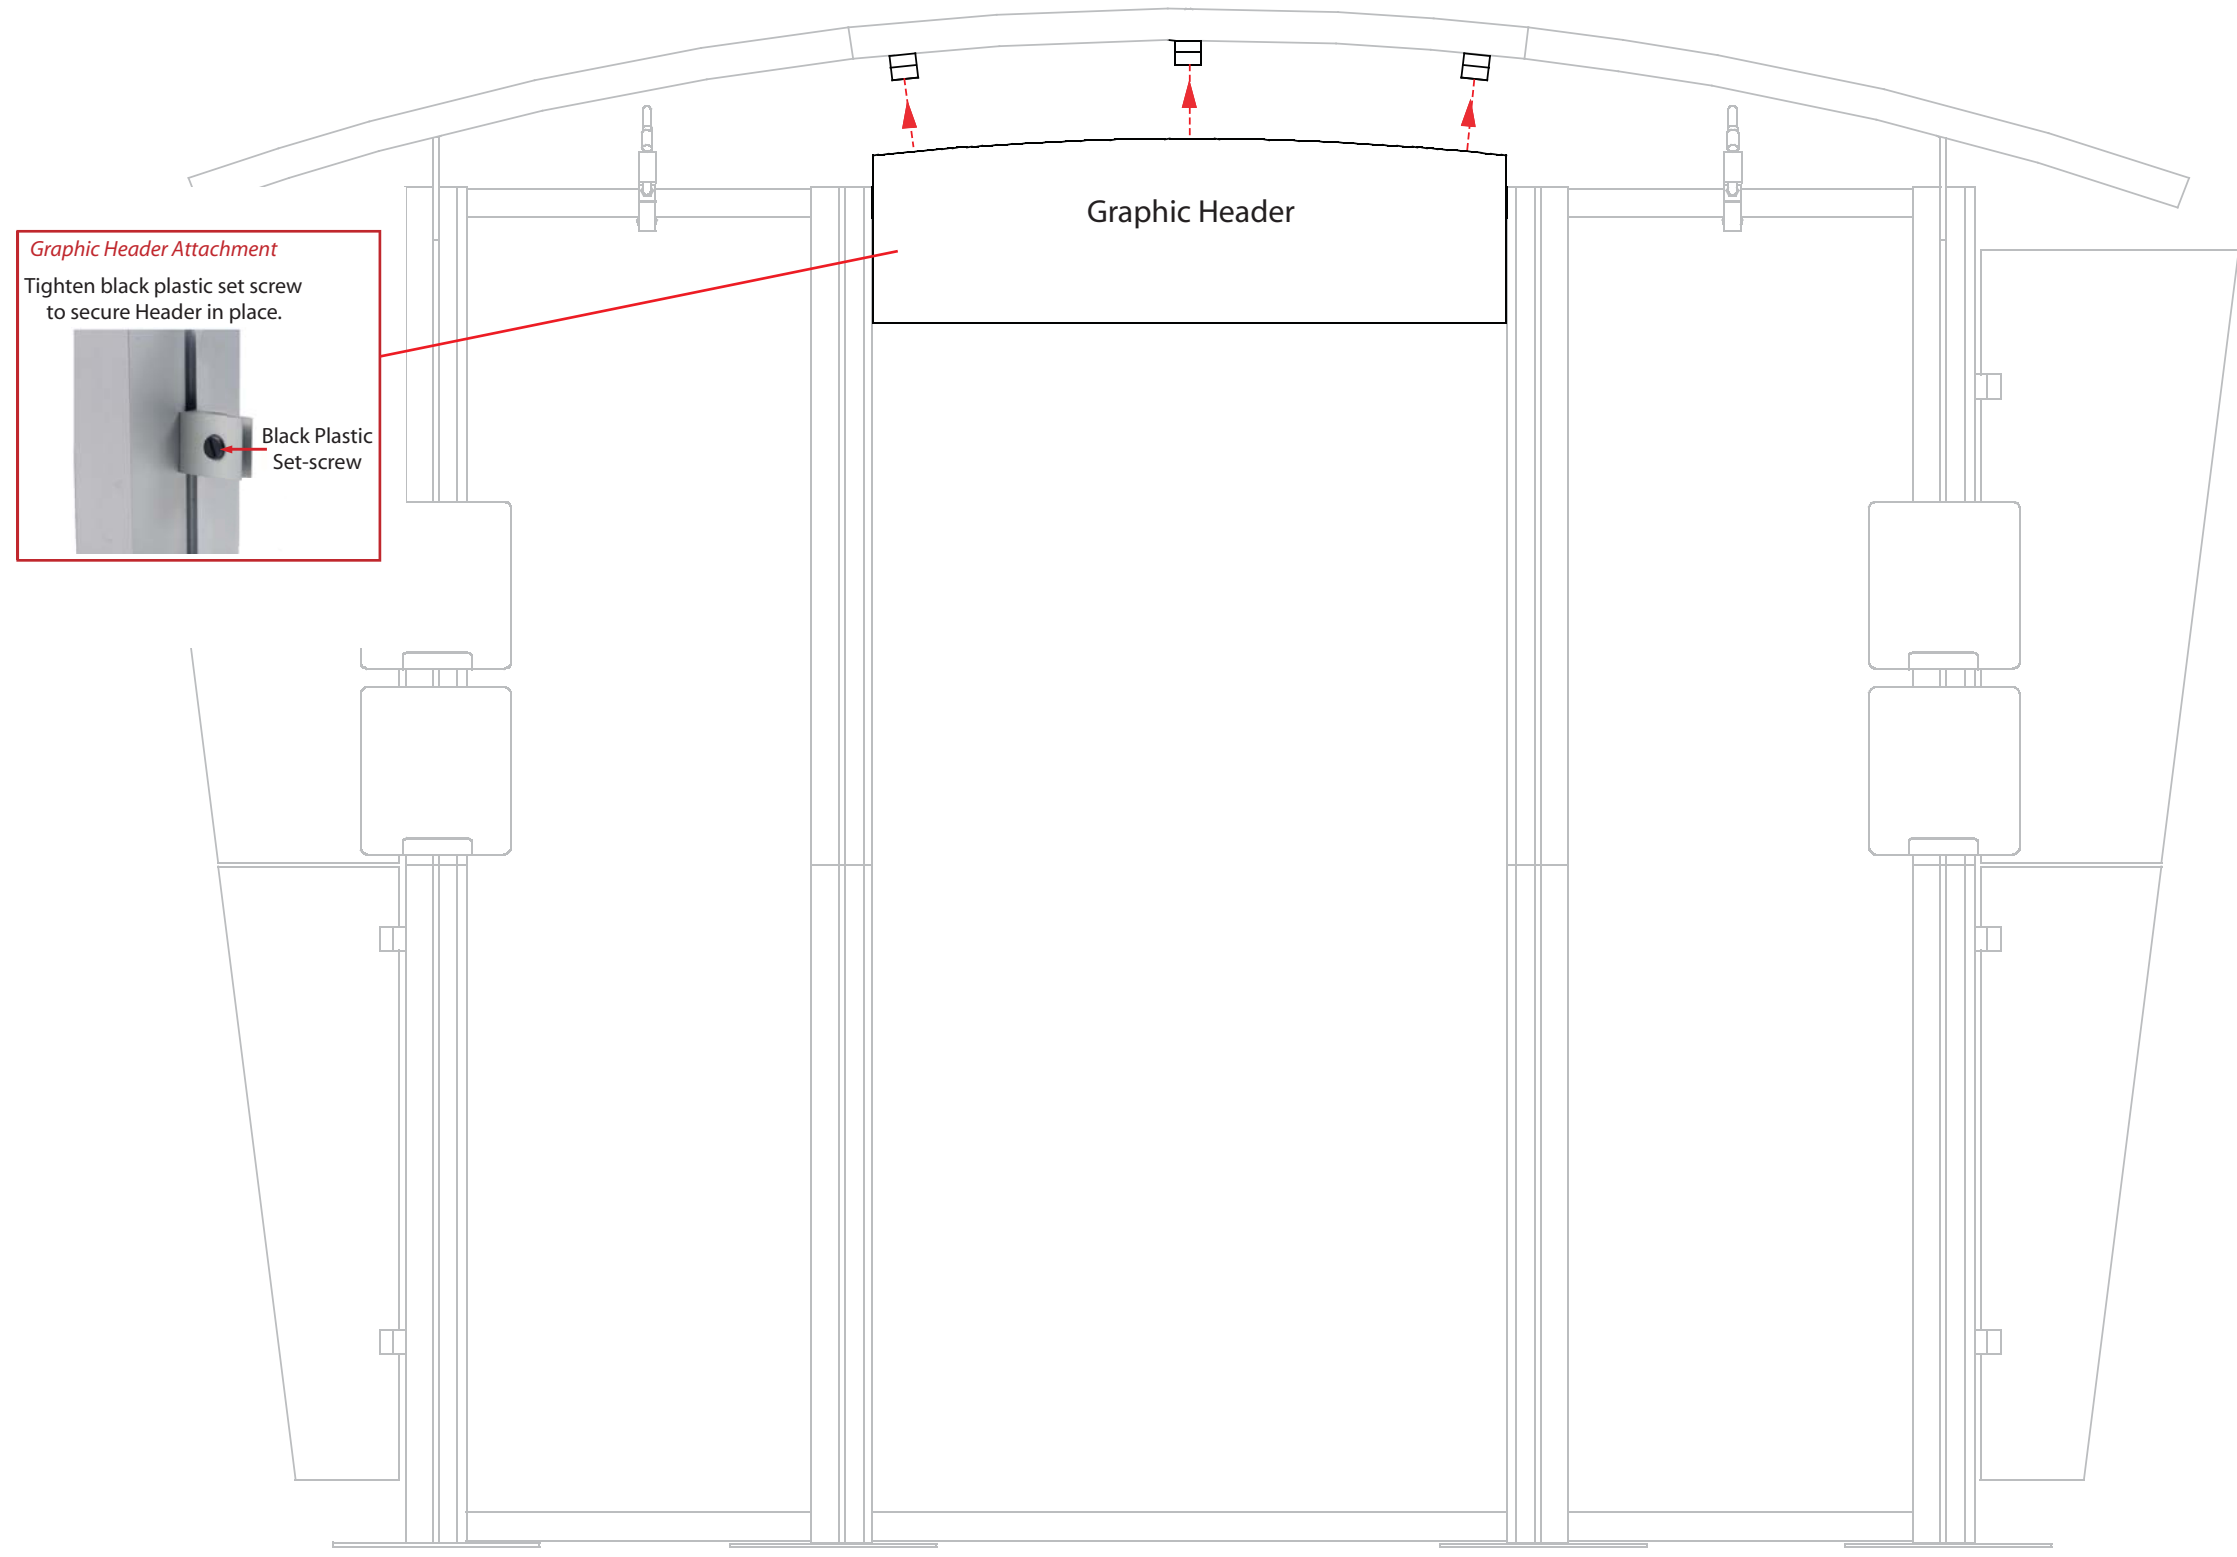 Graphic Header
Graphic Header Attachment
Tighten black plastic set screw
to secure Header in place.
Black Plastic
Set-screw